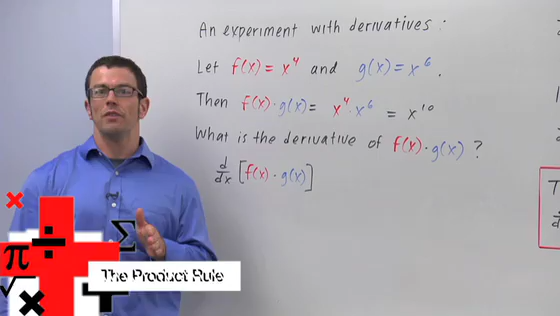 An experiment with derivatives:
Let f(x) = x⁴ and g(x) = x⁶.
Then f(x)·g(x) = x⁴·x⁶ = x¹⁰
What is the derivative of f(x)·g(x)?
d/dx [f(x)·g(x)]
π ÷ Σ
√ × +
The Product Rule